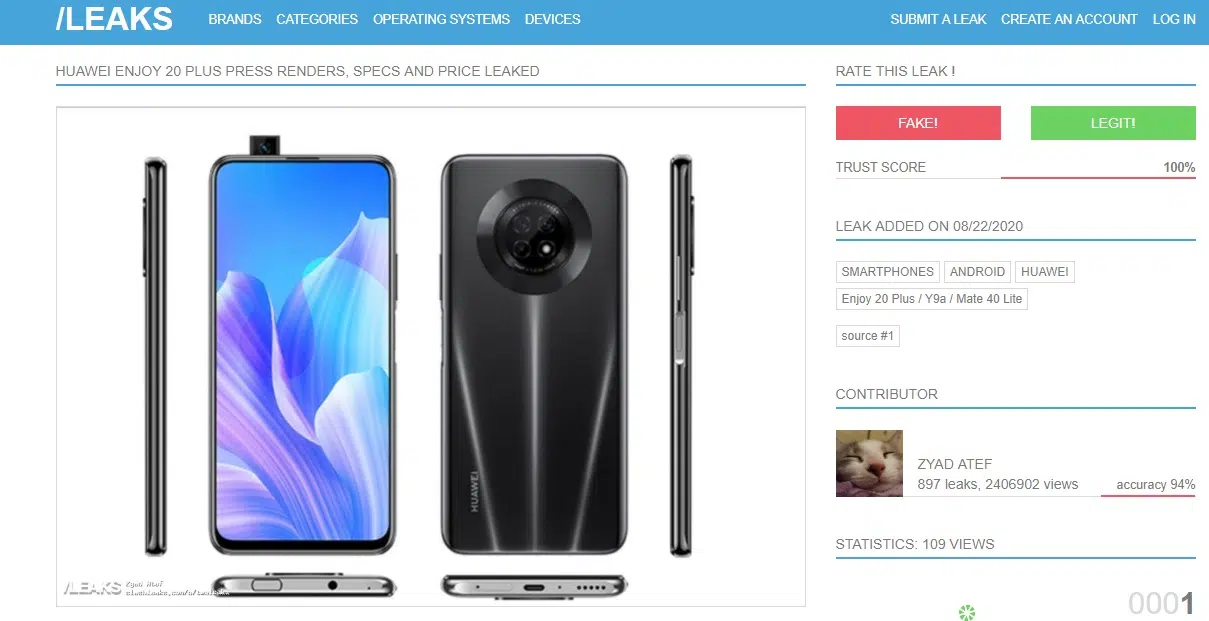 /LEAKS BRANDS CATEGORIES OPERATING SYSTEMS DEVICES SUBMIT A LEAK CREATE AN ACCOUNT LOG IN
HUAWEI ENJOY 20 PLUS PRESS RENDERS, SPECS AND PRICE LEAKED
HUAWEI
/LEAKS
RATE THIS LEAK !
FAKE! LEGIT!
TRUST SCORE 100%
LEAK ADDED ON 08/22/2020
SMARTPHONES ANDROID HUAWEI
Enjoy 20 Plus / Y9a / Mate 40 Lite
source #1
CONTRIBUTOR
ZYAD ATEF
897 leaks, 2406902 views accuracy 94%
STATISTICS: 109 VIEWS
0001